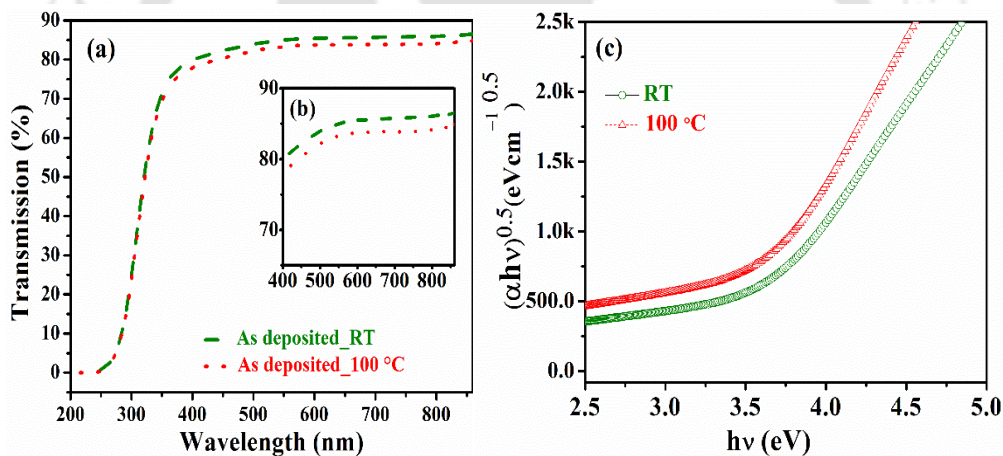 (a)
Transmission (%)
90
80
70
60
50
40
30
20
10
0
200 300 400 500 600 700 800
Wavelength (nm)
As deposited_RT
As deposited_100 °C
(b)
90
80
70
400 500 600 700 800
(c)
(αhν)^0.5(eVcm⁻¹)^0.5
2.5k
2.0k
1.5k
1.0k
500.0
0.0
2.5 3.0 3.5 4.0 4.5 5.0
hν (eV)
RT
100 °C